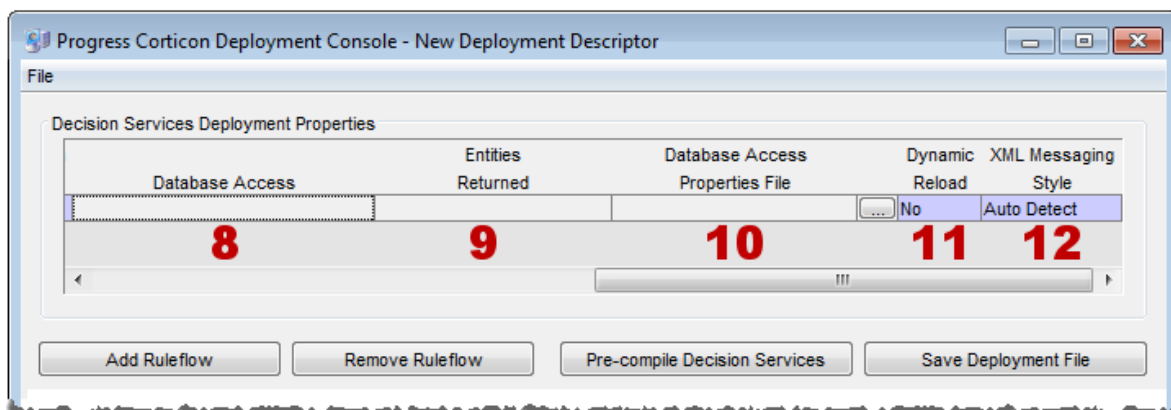 Progress Corticon Deployment Console - New Deployment Descriptor
File
Decision Services Deployment Properties
Database Access
Entities Returned
Database Access Properties File
Dynamic Reload
XML Messaging Style
...
No
Auto Detect
8
9
10
11
12
Add Ruleflow
Remove Ruleflow
Pre-compile Decision Services
Save Deployment File